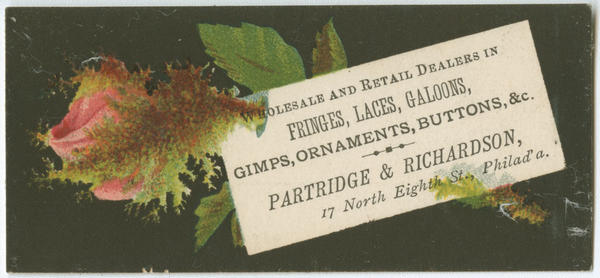 Wholesale and Retail Dealers in
FRINGES, LACES, GALOONS,
GIMPS, ORNAMENTS, BUTTONS, &c.
PARTRIDGE & RICHARDSON,
17 North Eighth St., Philad'a.